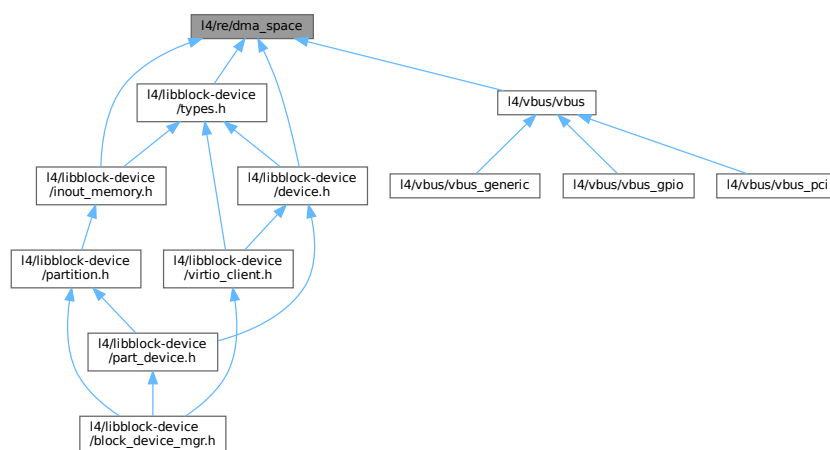 l4/re/dma_space
l4/libblock-device
/types.h
l4/vbus/vbus
l4/libblock-device
/inout_memory.h
l4/libblock-device
/device.h
l4/vbus/vbus_generic
l4/vbus/vbus_gpio
l4/vbus/vbus_pci
l4/libblock-device
/partition.h
l4/libblock-device
/virtio_client.h
l4/libblock-device
/part_device.h
l4/libblock-device
/block_device_mgr.h